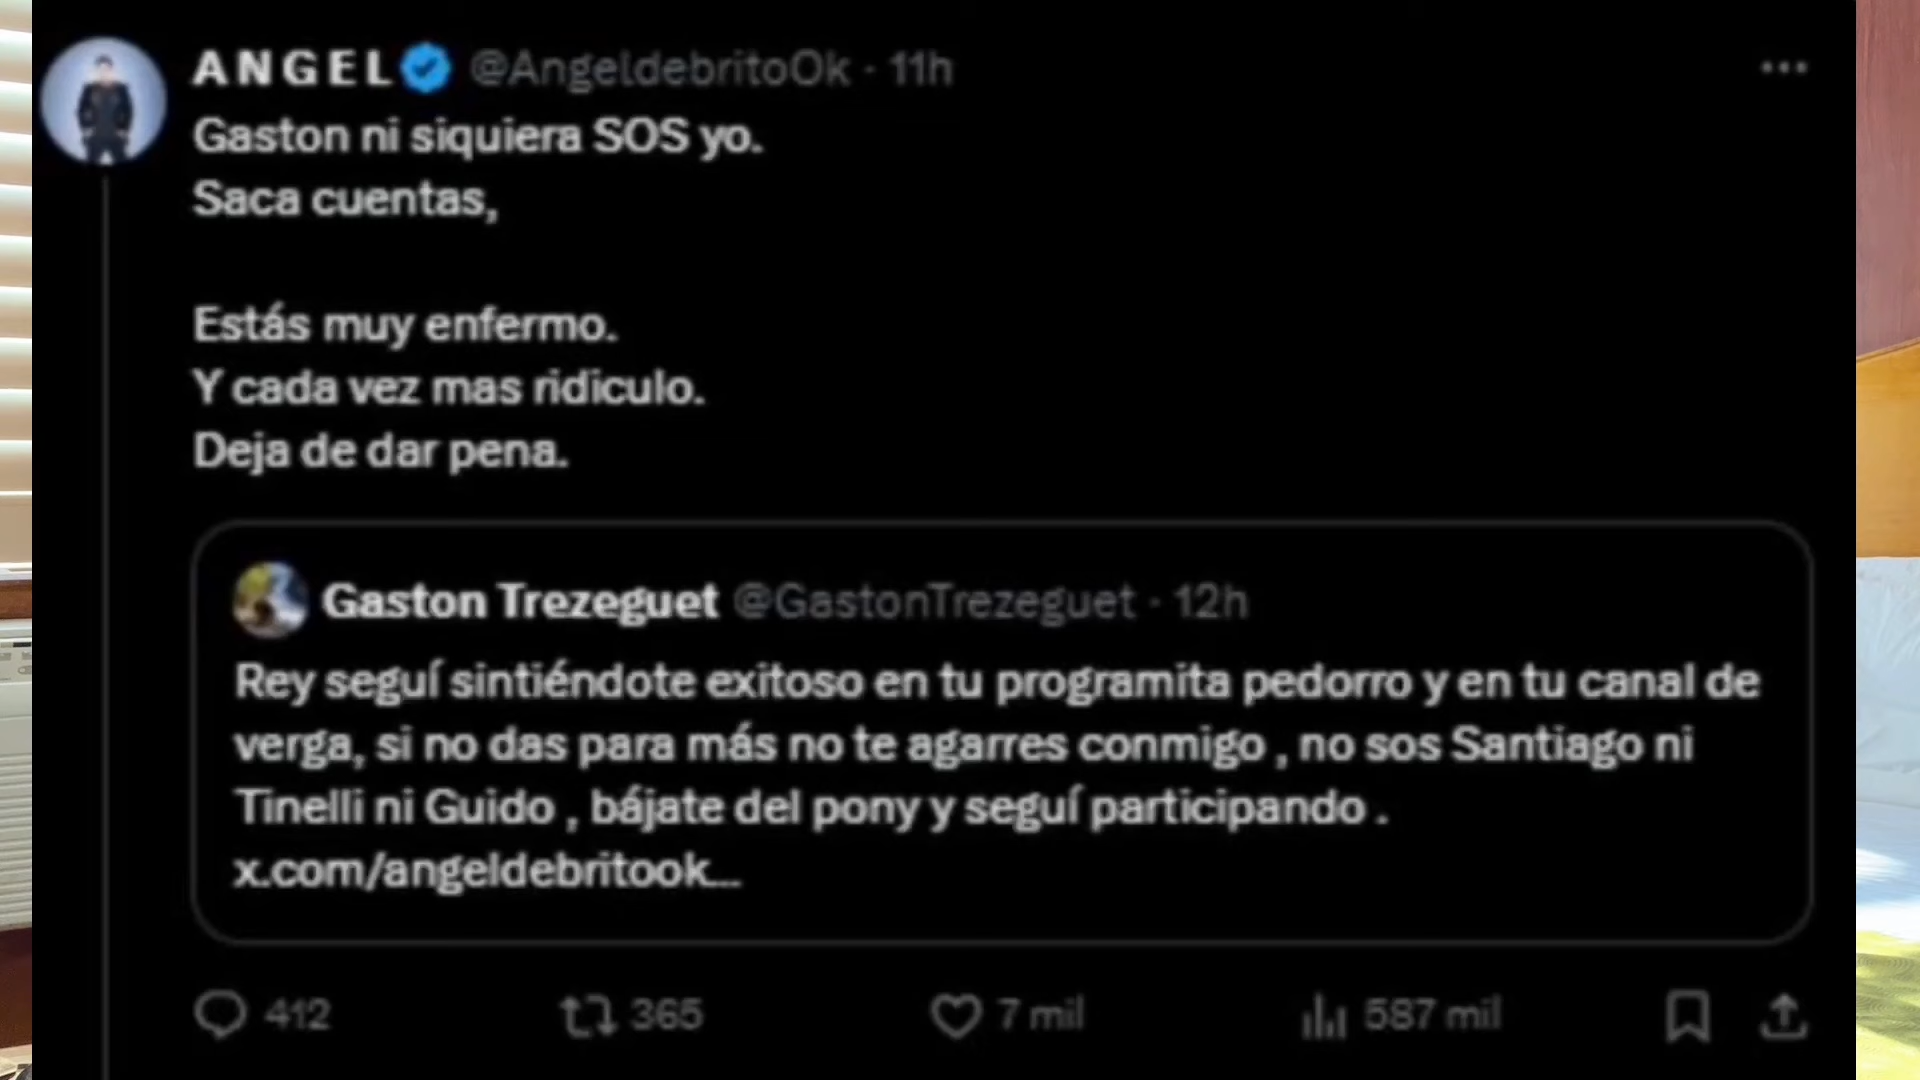 ANGEL @AngeldebritoOk · 11h
Gaston ni siquiera SOS yo.
Saca cuentas,
Estás muy enfermo.
Y cada vez mas ridiculo.
Deja de dar pena.
Gaston Trezeguet @GastonTrezeguet · 12h
Rey seguí sintiéndote exitoso en tu programita pedorro y en tu canal de
verga, si no das para más no te agarres conmigo , no sos Santiago ni
Tinelli ni Guido , bájate del pony y seguí participando .
x.com/angeldebritook...
412 365 7 mil 587 mil